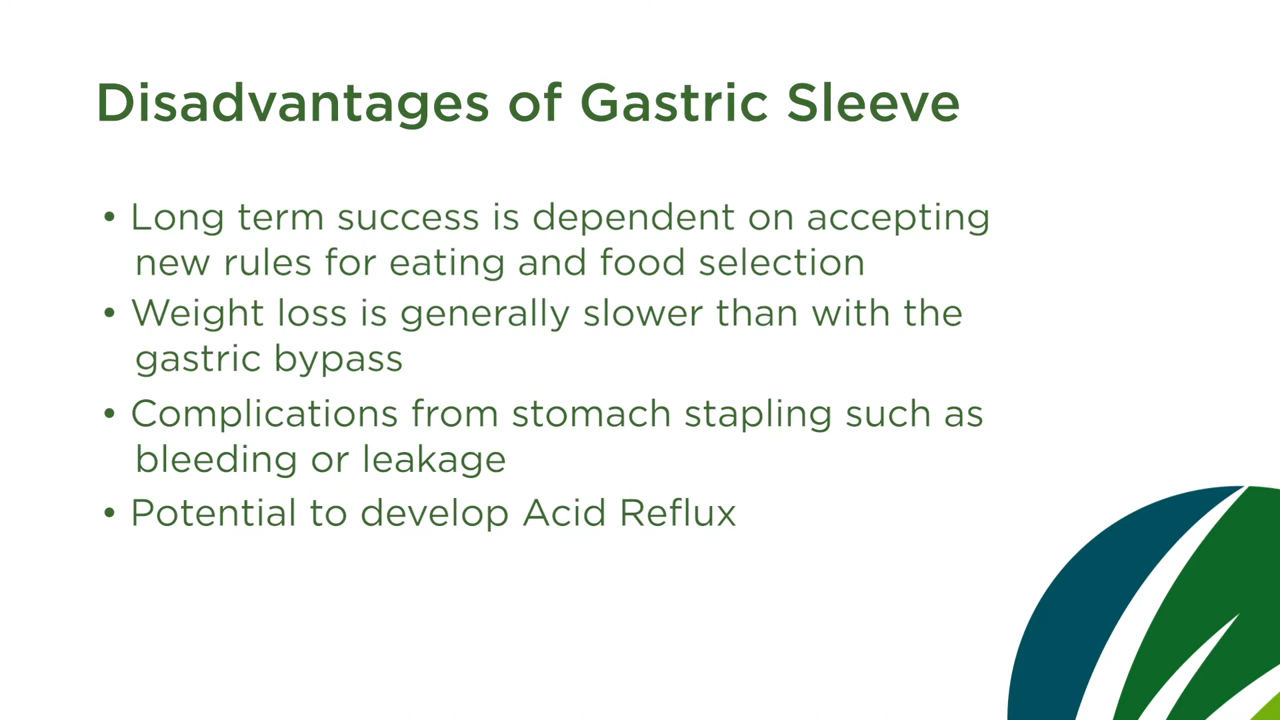 Disadvantages of Gastric Sleeve
• Long term success is dependent on accepting
new rules for eating and food selection
• Weight loss is generally slower than with the
gastric bypass
• Complications from stomach stapling such as
bleeding or leakage
• Potential to develop Acid Reflux